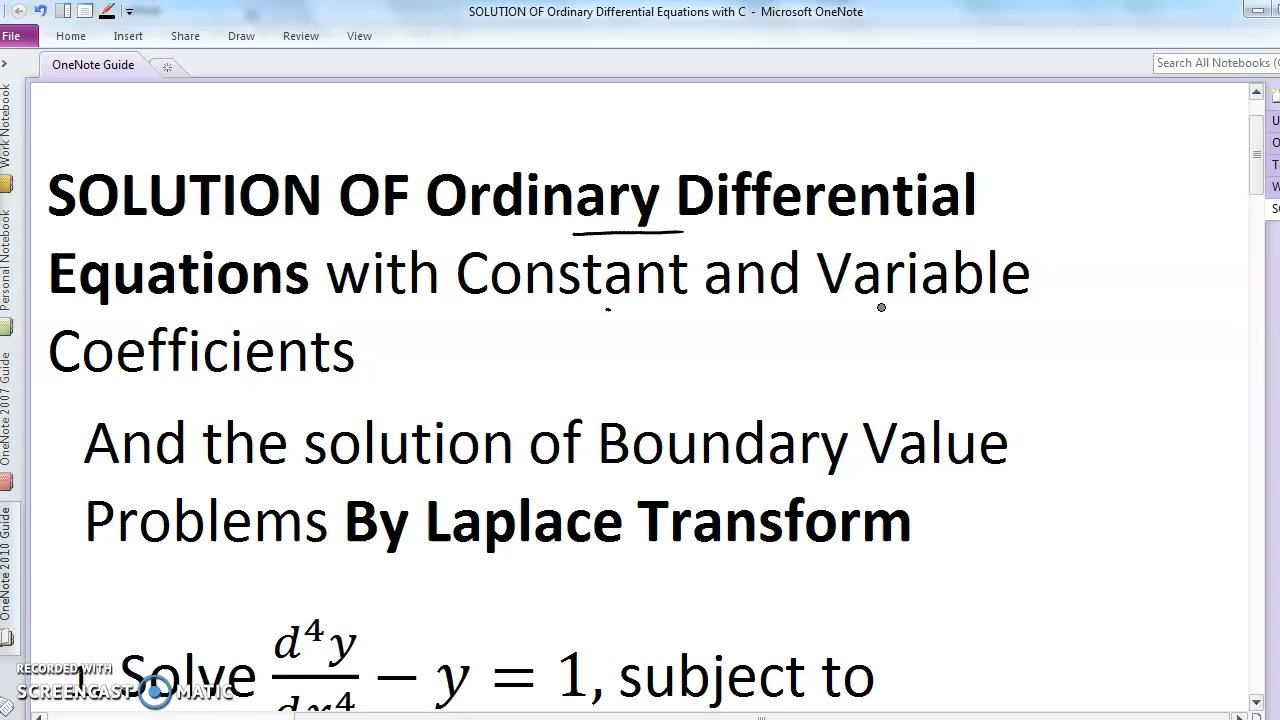 SOLUTION OF Ordinary Differential Equations with C - Microsoft OneNote
File Home Insert Share Draw Review View
OneNote Guide
Search All Notebooks (C
Work Notebook
Personal Notebook
OneNote 2007 Guide
OneNote 2010 Guide
SOLUTION OF Ordinary Differential
Equations with Constant and Variable
Coefficients
And the solution of Boundary Value
Problems By Laplace Transform
Solve d⁴y/dx⁴ − y = 1, subject to
RECORDED WITH
SCREENCAST MATIC